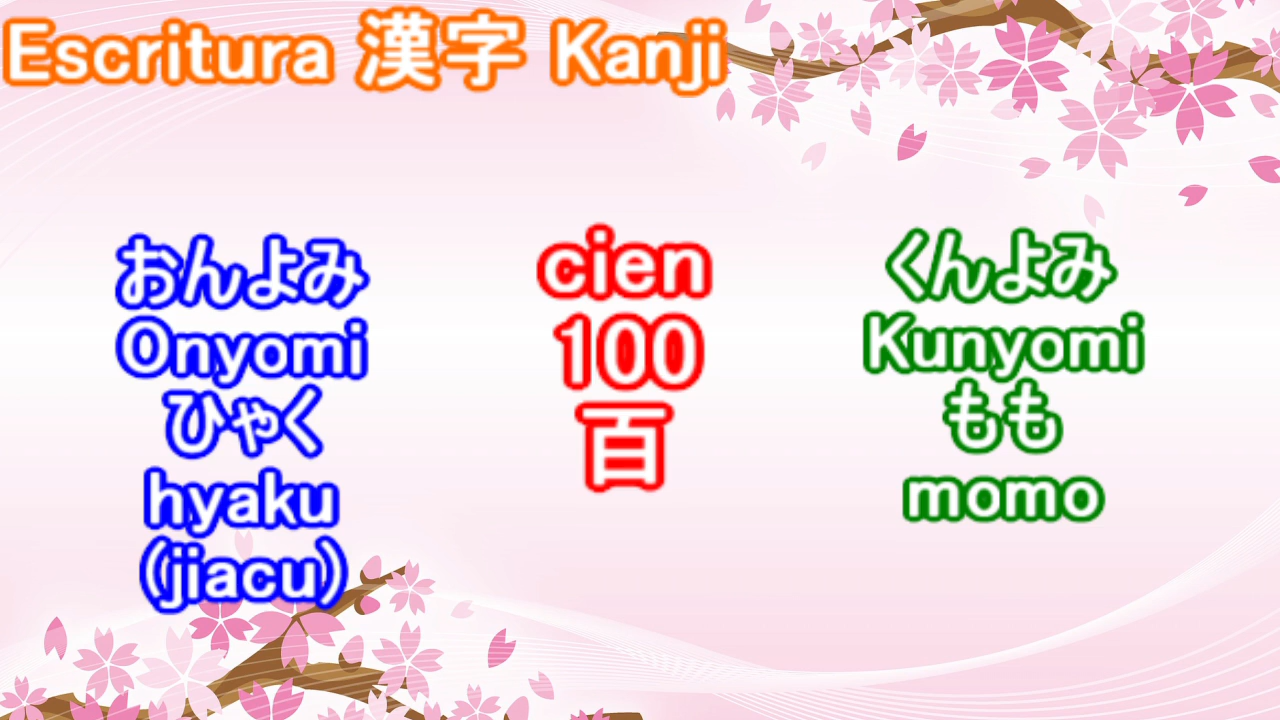 Escritura 漢字 Kanji
おんよみ
Onyomi
ひゃく
hyaku
(jiacu)
cien
100
百
くんよみ
Kunyomi
もも
momo